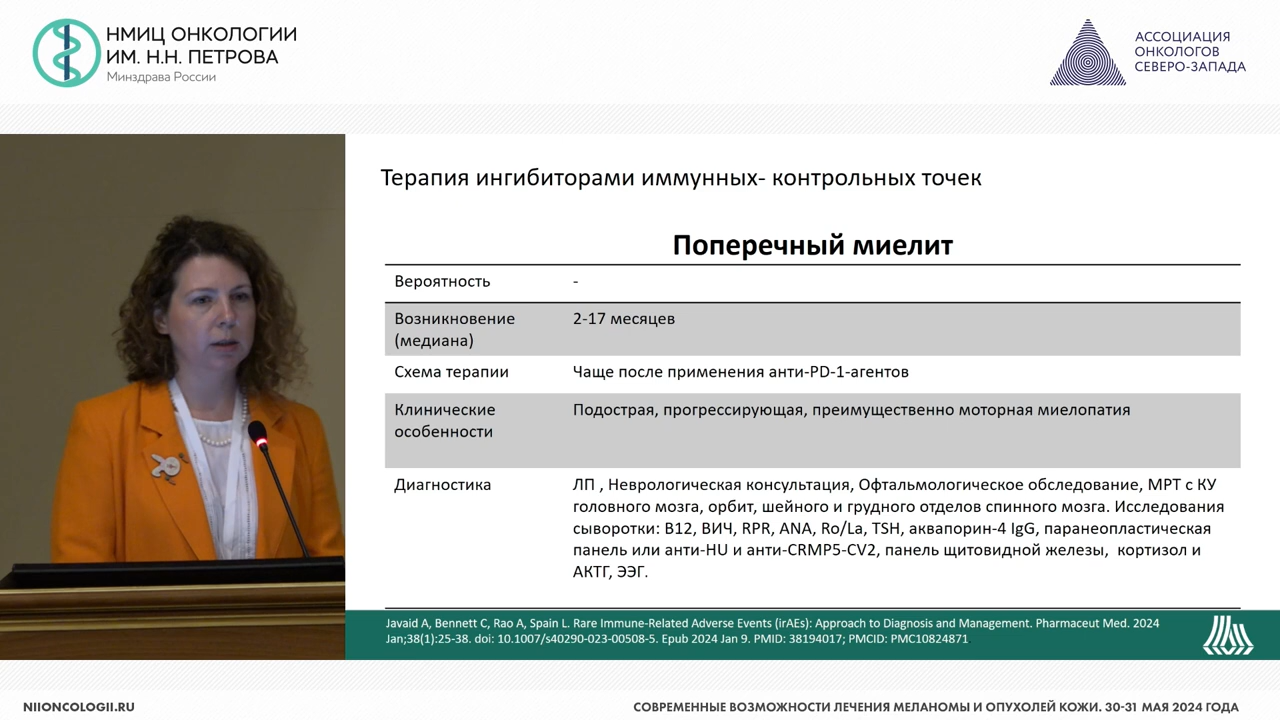 НМИЦ ОНКОЛОГИИ
ИМ. Н.Н. ПЕТРОВА
Минздрава России
АССОЦИАЦИЯ
ОНКОЛОГОВ
СЕВЕРО-ЗАПАДА
Терапия ингибиторами иммунных- контрольных точек
Поперечный миелит
Вероятность -
Возникновение 2-17 месяцев
(медиана)
Схема терапии Чаще после применения анти-PD-1-агентов
Клинические Подострая, прогрессирующая, преимущественно моторная миелопатия
особенности
Диагностика ЛП , Неврологическая консультация, Офтальмологическое обследование, МРТ с КУ
головного мозга, орбит, шейного и грудного отделов спинного мозга. Исследования
сыворотки: B12, ВИЧ, RPR, ANA, Ro/La, TSH, аквапорин-4 IgG, паранеопластическая
панель или анти-HU и анти-CRMP5-CV2, панель щитовидной железы, кортизол и
АКТГ, ЭЭГ.
Javaid A, Bennett C, Rao A, Spain L. Rare Immune-Related Adverse Events (irAEs): Approach to Diagnosis and Management. Pharmaceut Med. 2024
Jan;38(1):25-38. doi: 10.1007/s40290-023-00508-5. Epub 2024 Jan 9. PMID: 38194017; PMCID: PMC10824871
NIIONCOLOGII.RU
СОВРЕМЕННЫЕ ВОЗМОЖНОСТИ ЛЕЧЕНИЯ МЕЛАНОМЫ И ОПУХОЛЕЙ КОЖИ. 30-31 МАЯ 2024 ГОДА